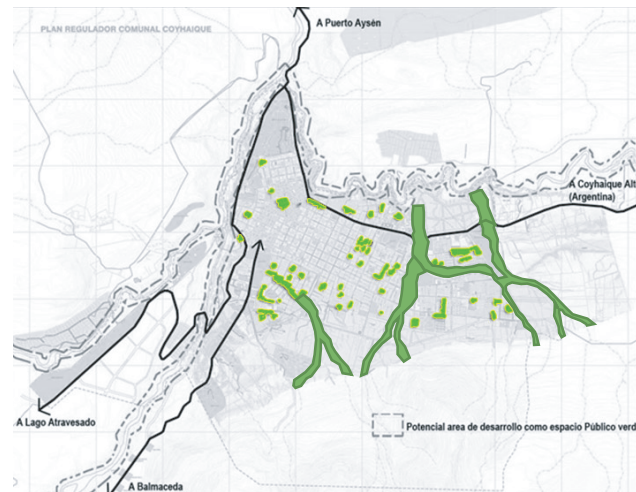 A Puerto Aysén
PLAN REGULADOR COMUNAL COYHAIQUE
A Coyhaique Alt
(Argentina)
A Lago Atravesado
Potencial area de desarrollo como espacio Público verd
A Balmaceda